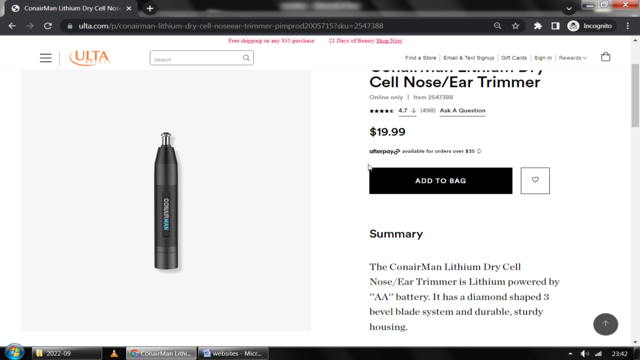 ConairMan Lithium Dry Cell Nose
ulta.com/p/conairman-lithium-dry-cell-noseear-trimmer-pimprod2005715?sku=2547388
Incognito
Free shipping on any $35 purchase 21 Days of Beauty Shop Now
ULTA
BEAUTY
Search
Find a Store | Email & Text Signup | Gift Cards | Sign In | Rewards
ConairMan Lithium Dry
Cell Nose/Ear Trimmer
Online only | Item 2547388
4.7 (498) Ask A Question
$19.99
afterpay available for orders over $35
ADD TO BAG
CONAIRMAN
Summary
The ConairMan Lithium Dry Cell
Nose/Ear Trimmer is Lithium powered by
"AA" battery. It has a diamond shaped 3
bevel blade system and durable, sturdy
housing.
2022-09
ConairMan Lithi...
websites - Micr...
23:42